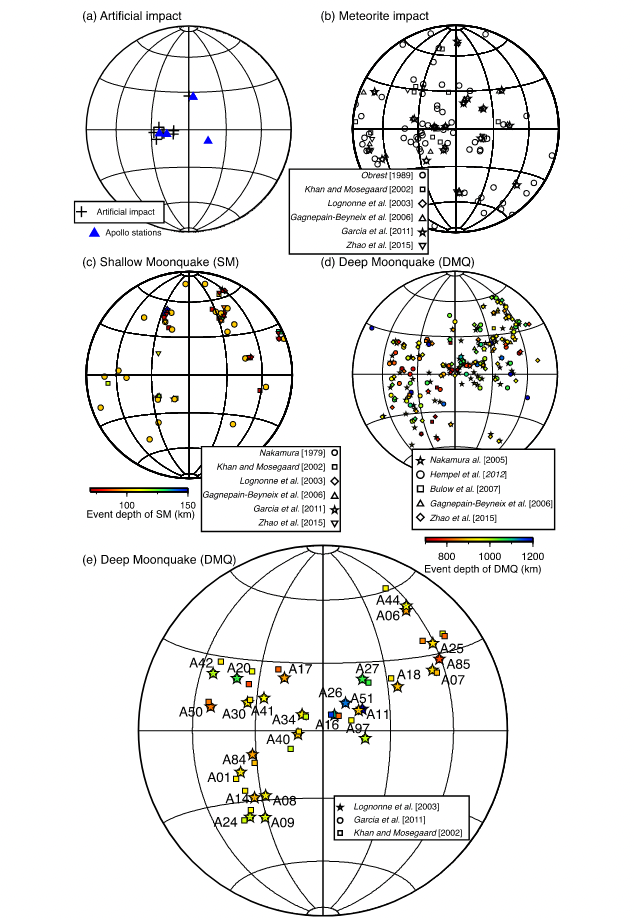 (a) Artificial impact
(b) Meteorite impact
Artificial impact
Apollo stations
Obrest [1989]
Khan and Mosegaard [2002]
Lognonne et al. [2003]
Gagnepain-Beyneix et al. [2006]
Garcia et al. [2011]
Zhao et al. [2015]
(c) Shallow Moonquake (SM)
(d) Deep Moonquake (DMQ)
Nakamura [1979]
Khan and Mosegaard [2002]
Lognonne et al. [2003]
Gagnepain-Beyneix et al. [2006]
Garcia et al. [2011]
Zhao et al. [2015]
100 150
Event depth of SM (km)
Nakamura al. [2005]
Hempel et al. [2012]
Bulow et al. [2007]
Gagnepain-Beyneix et al. [2006]
Zhao et al. [2015]
800 1000 1200
Event depth of DMQ (km)
(e) Deep Moonquake (DMQ)
A44
A06
A25
A42
A20
A17
A27
A85
A18
A07
A26
A51
A50
A30
A41
A34
A16
A11
A97
A40
A84
A01
A14
A08
A24
A09
Lognonne et al. [2003]
Garcia et al. [2011]
Khan and Mosegaard [2002]